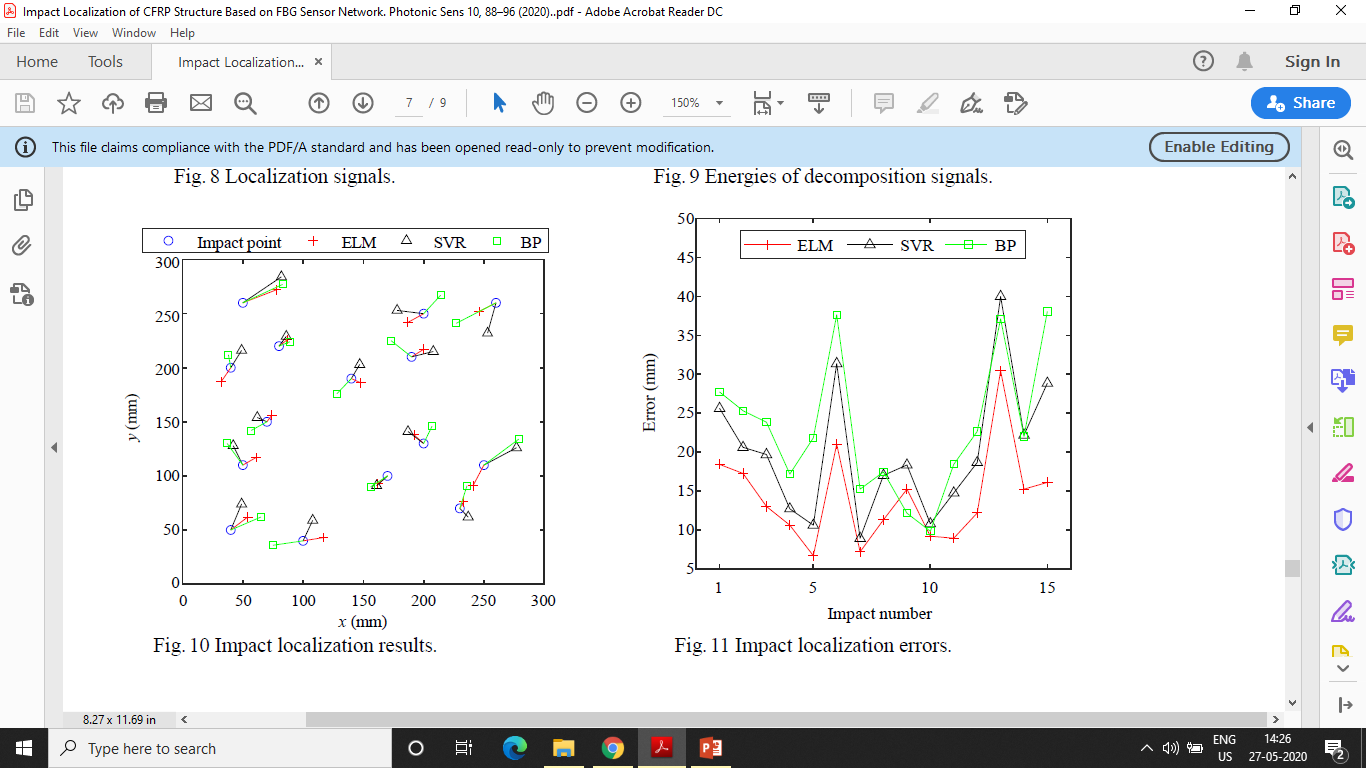 Impact Localization of CFRP Structure Based on FBG Sensor Network. Photonic Sens 10, 88–96 (2020)..pdf - Adobe Acrobat Reader DC
File Edit View Window Help
Home Tools Impact Localization... × Sign In
7 / 9 150% Share
This file claims compliance with the PDF/A standard and has been opened read-only to prevent modification. Enable Editing
Fig. 8 Localization signals.
Fig. 9 Energies of decomposition signals.
Impact point ELM SVR BP
300
250
200
150
100
50
0
y (mm)
0 50 100 150 200 250 300
x (mm)
Fig. 10 Impact localization results.
ELM SVR BP
50
45
40
35
30
25
20
15
10
5
Error (mm)
1 5 10 15
Impact number
Fig. 11 Impact localization errors.
8.27 x 11.69 in
Type here to search
ENG
US
14:26
27-05-2020
2